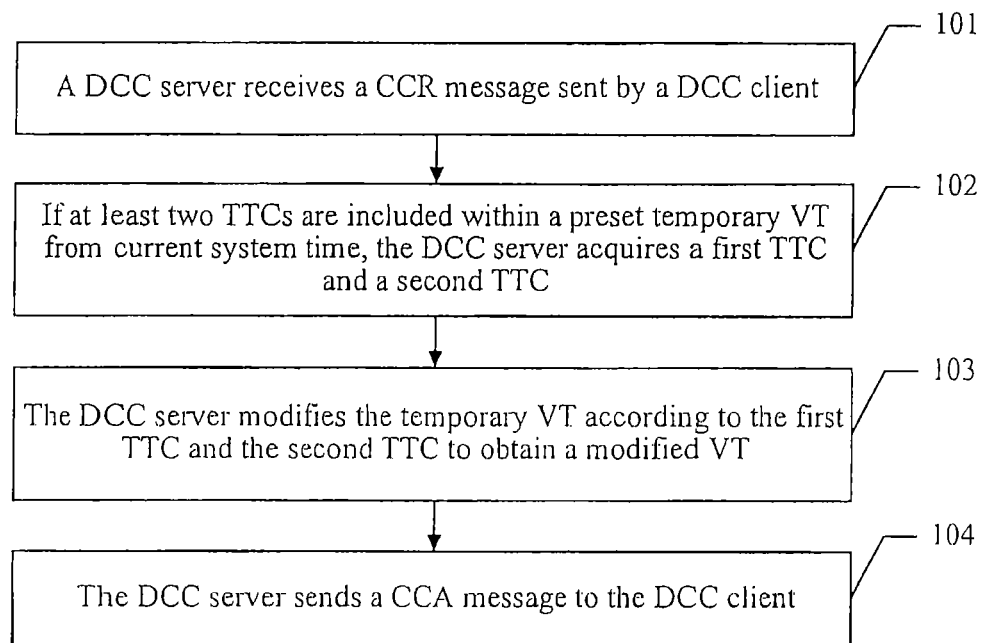 101
A DCC server receives a CCR message sent by a DCC client
102
If at least two TTCs are included within a preset temporary VT
from current system time, the DCC server acquires a first TTC
and a second TTC
103
The DCC server modifies the temporary VT according to the first
TTC and the second TTC to obtain a modified VT
104
The DCC server sends a CCA message to the DCC client